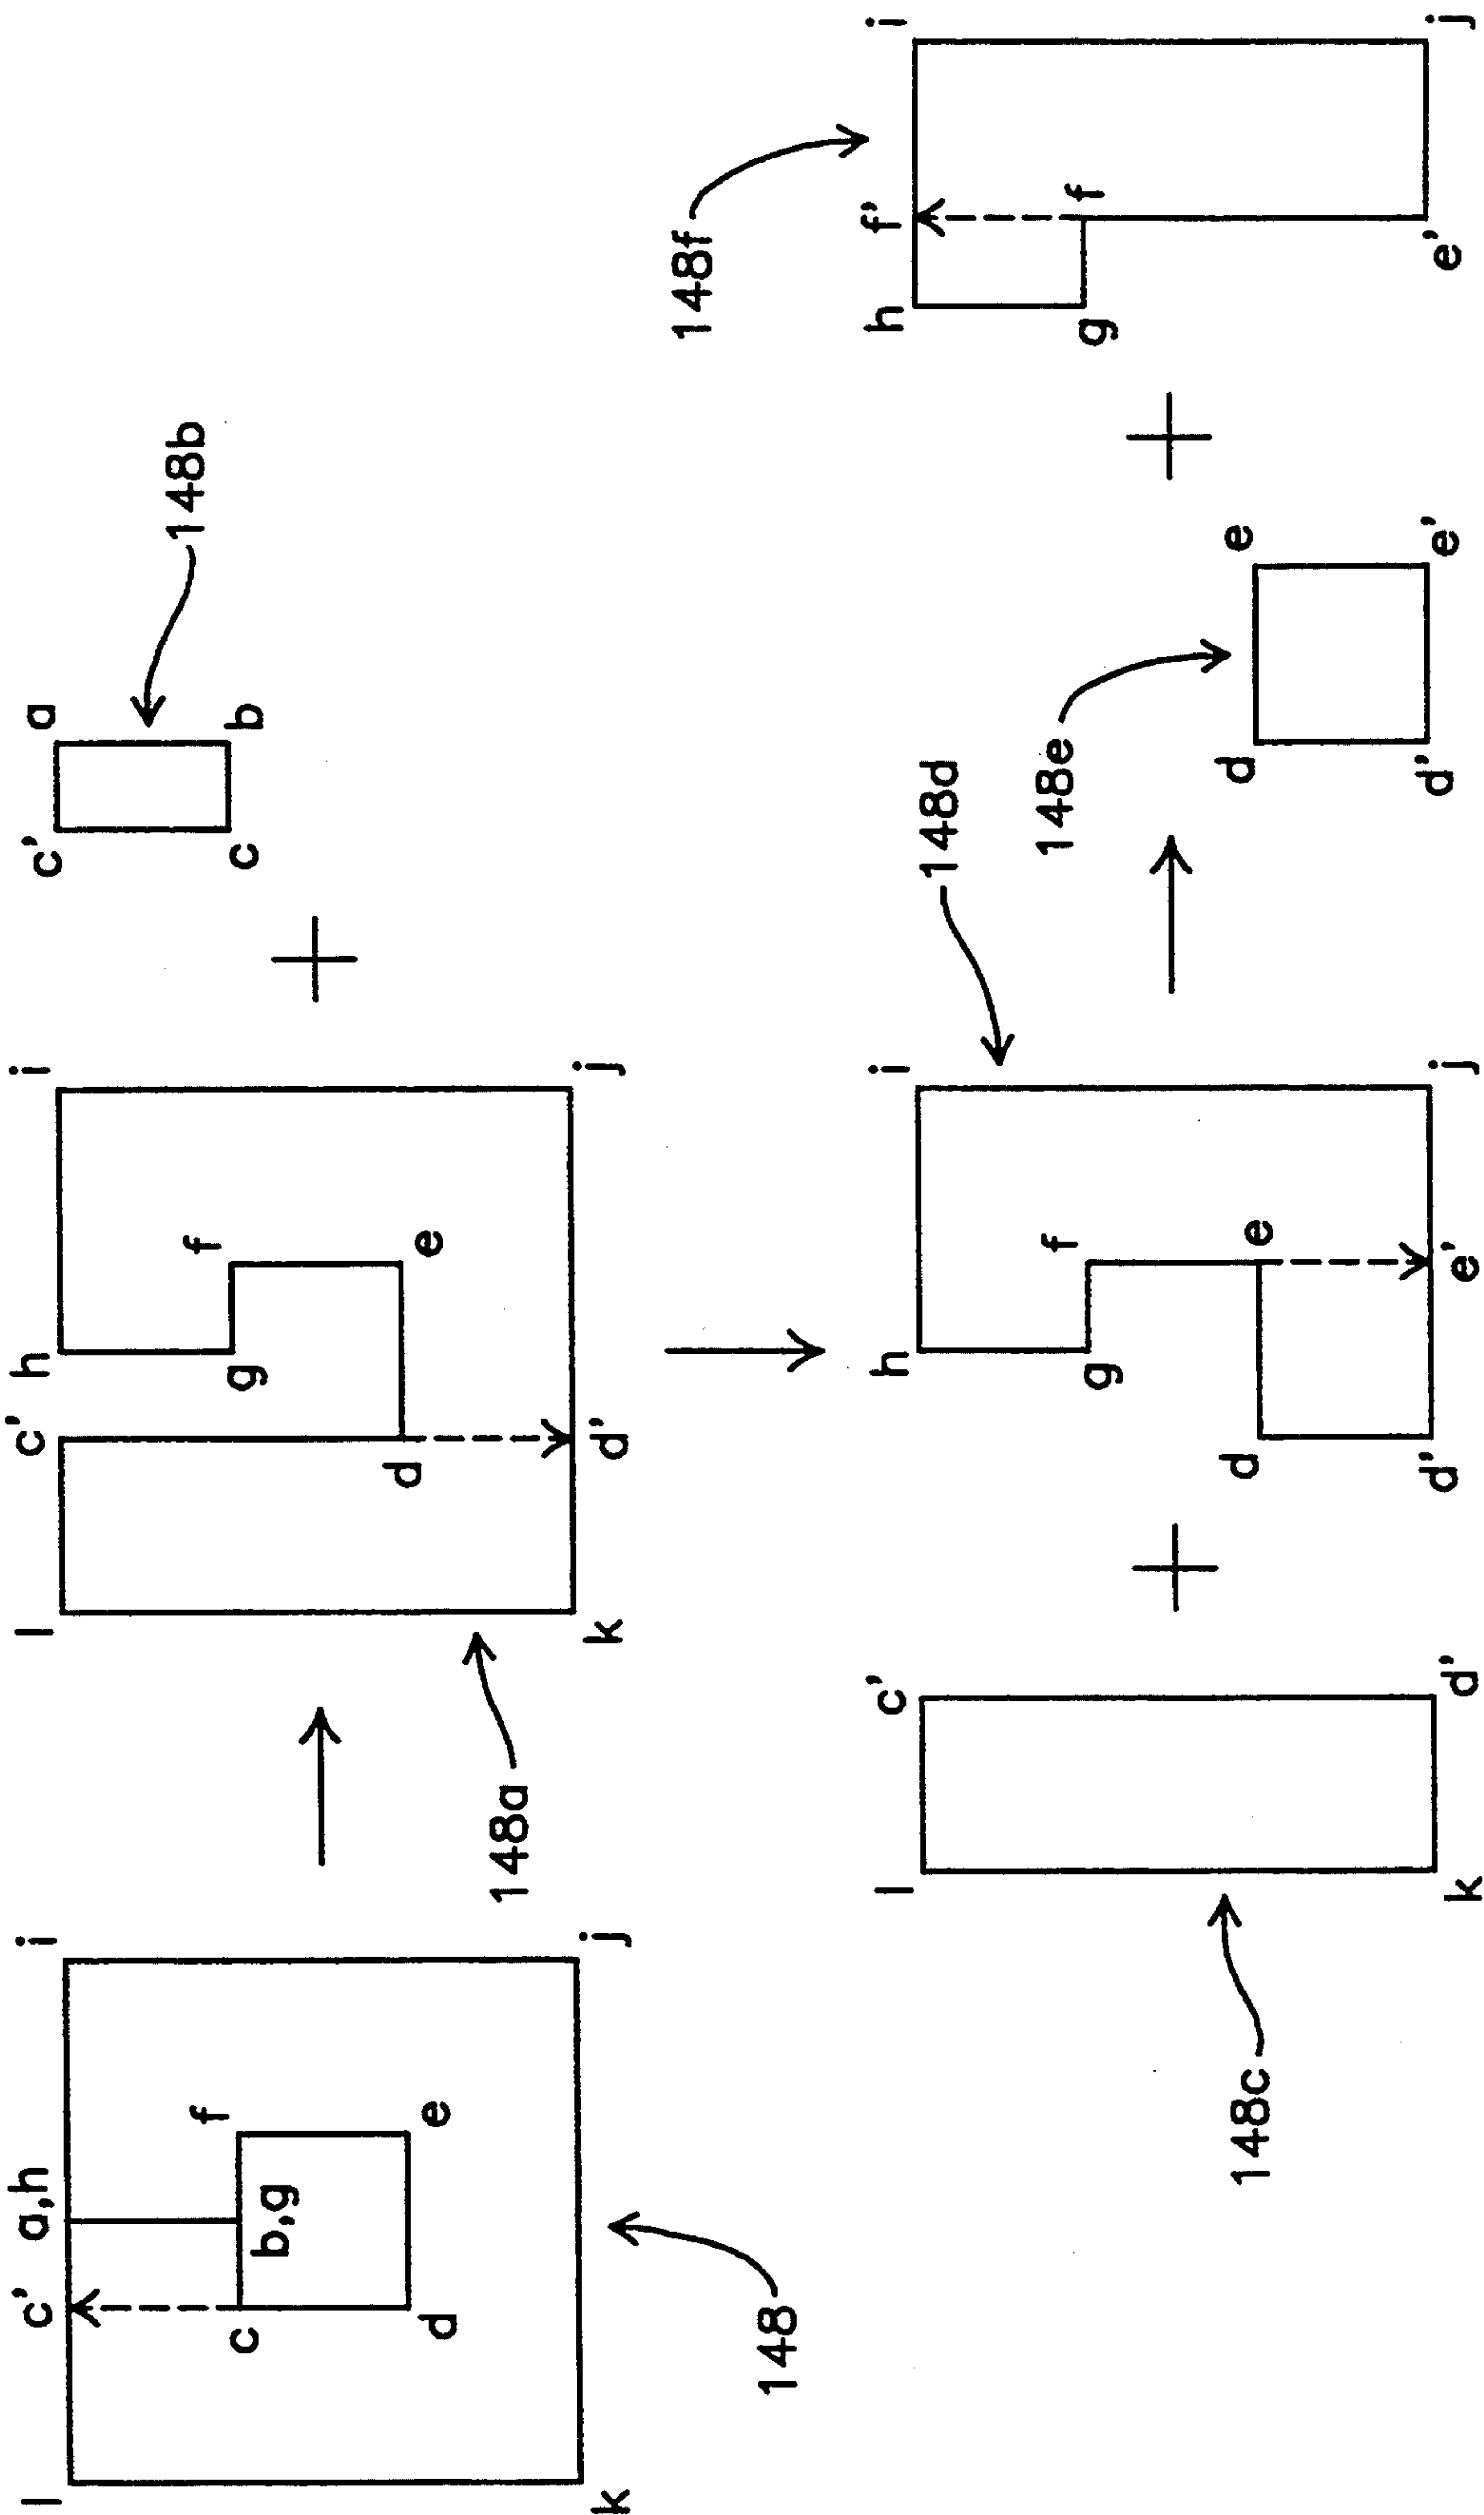 l c' a,h i
f
c b,g
d e
k j
148
l c' h i
f
g
d e
k d' j
148a
c' a
c b
148b
l c'
k d'
148c
148d
h i
f
g
d e
d' e' j
148e
d e
d' e'
148f
h f' i
g f
e' j